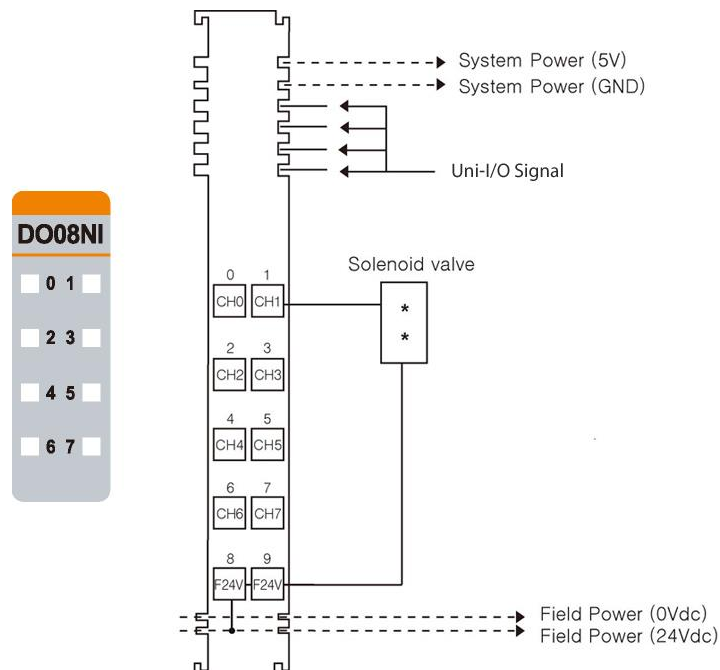 System Power (5V)
System Power (GND)
Uni-I/O Signal
DO08NI
0 1
2 3
4 5
6 7
Solenoid valve
*
*
0 1
CH0 CH1
2 3
CH2 CH3
4 5
CH4 CH5
6 7
CH6 CH7
8 9
F24V F24V
Field Power (0Vdc)
Field Power (24Vdc)